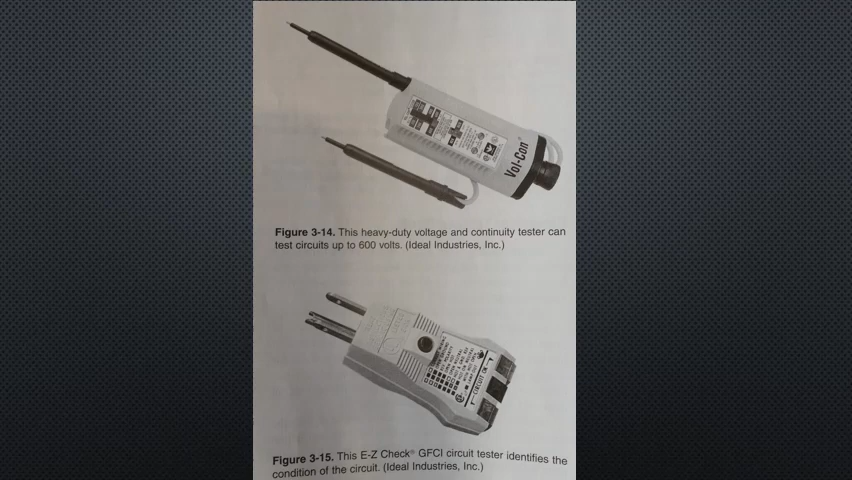 Vol-Con®
Figure 3-14. This heavy-duty voltage and continuity tester can
test circuits up to 600 volts. (Ideal Industries, Inc.)
CIRCUIT OK
Figure 3-15. This E-Z Check® GFCI circuit tester identifies the
condition of the circuit. (Ideal Industries, Inc.)